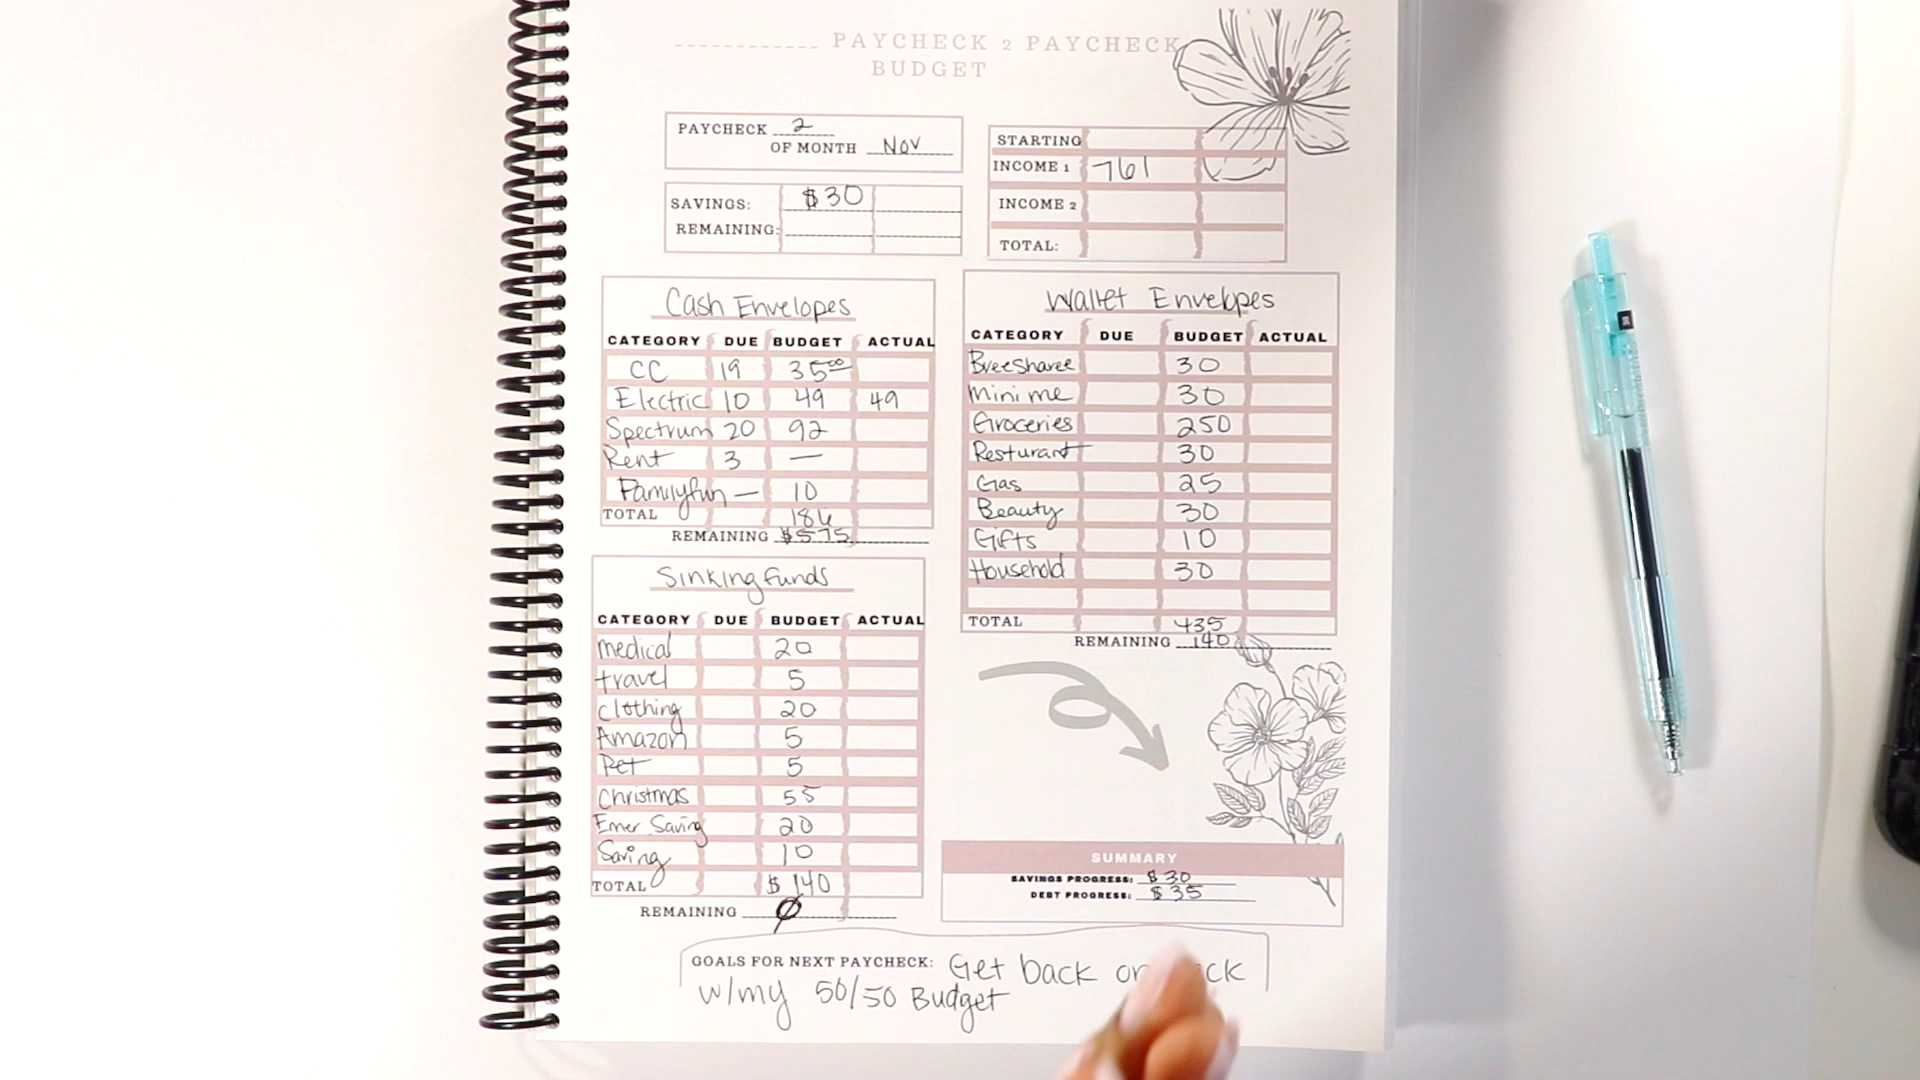 PAYCHECK 2 PAYCHECK
BUDGET
PAYCHECK 2
OF MONTH Nov
SAVINGS: $30
REMAINING:
STARTING
INCOME 1 761
INCOME 2
TOTAL:
Cash Envelopes
CATEGORY DUE BUDGET ACTUAL
CC 19 35.00
Electric 10 49 49
Spectrum 20 92
Rent 3 —
Family fun — 10
TOTAL 186
REMAINING $575
Wallet Envelopes
CATEGORY DUE BUDGET ACTUAL
BreeSharee 30
Mini me 30
Groceries 250
Resturant 30
Gas 25
Beauty 30
Gifts 10
Household 30
TOTAL 435
REMAINING 140
Sinking Funds
CATEGORY DUE BUDGET ACTUAL
medical 20
travel 5
Clothing 20
Amazon 5
Pet 5
Christmas 55
Emer Saving 20
Saving 10
TOTAL $140
REMAINING 0
SUMMARY
SAVINGS PROGRESS: $30
DEBT PROGRESS: $35
GOALS FOR NEXT PAYCHECK: Get back
w/my 50/50 Budget